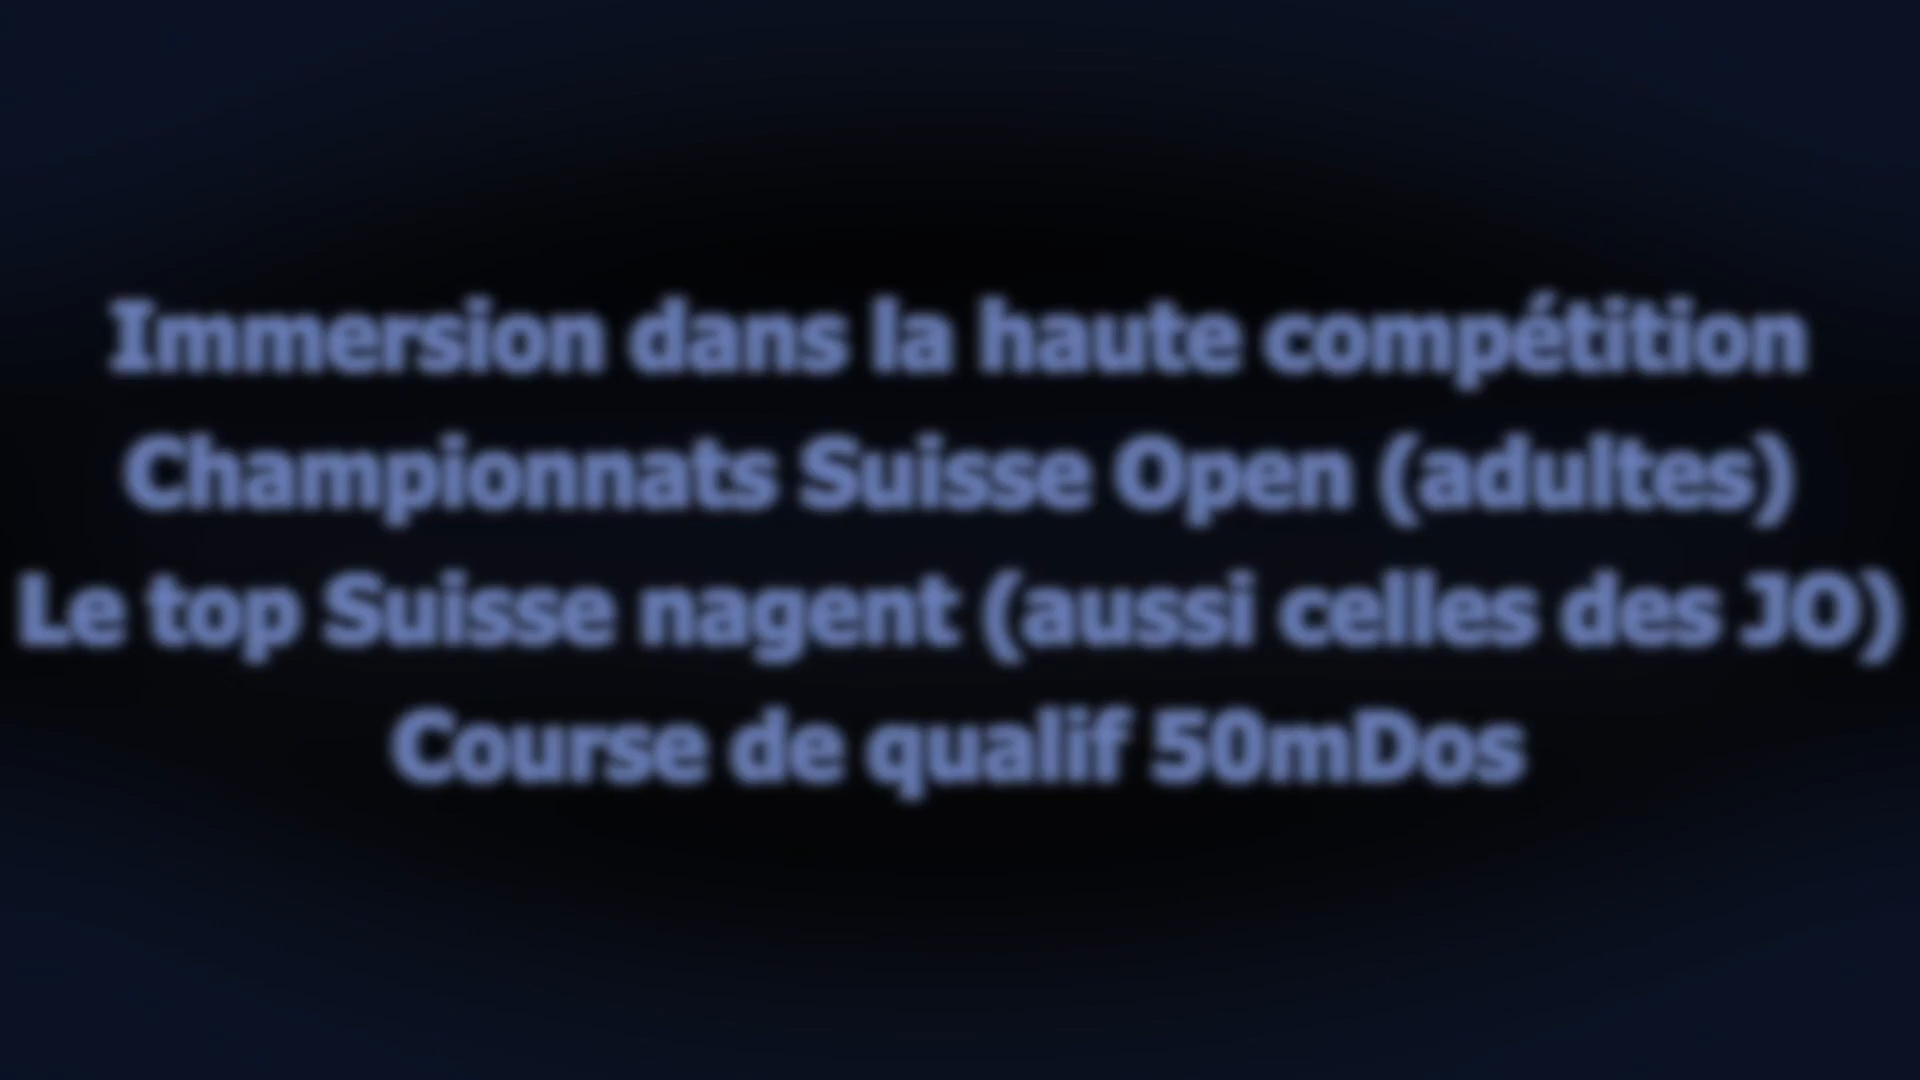 Immersion dans la haute compétition
Championnats Suisse Open (adultes)
Le top Suisse nagent (aussi celles des JO)
Course de qualif 50mDos